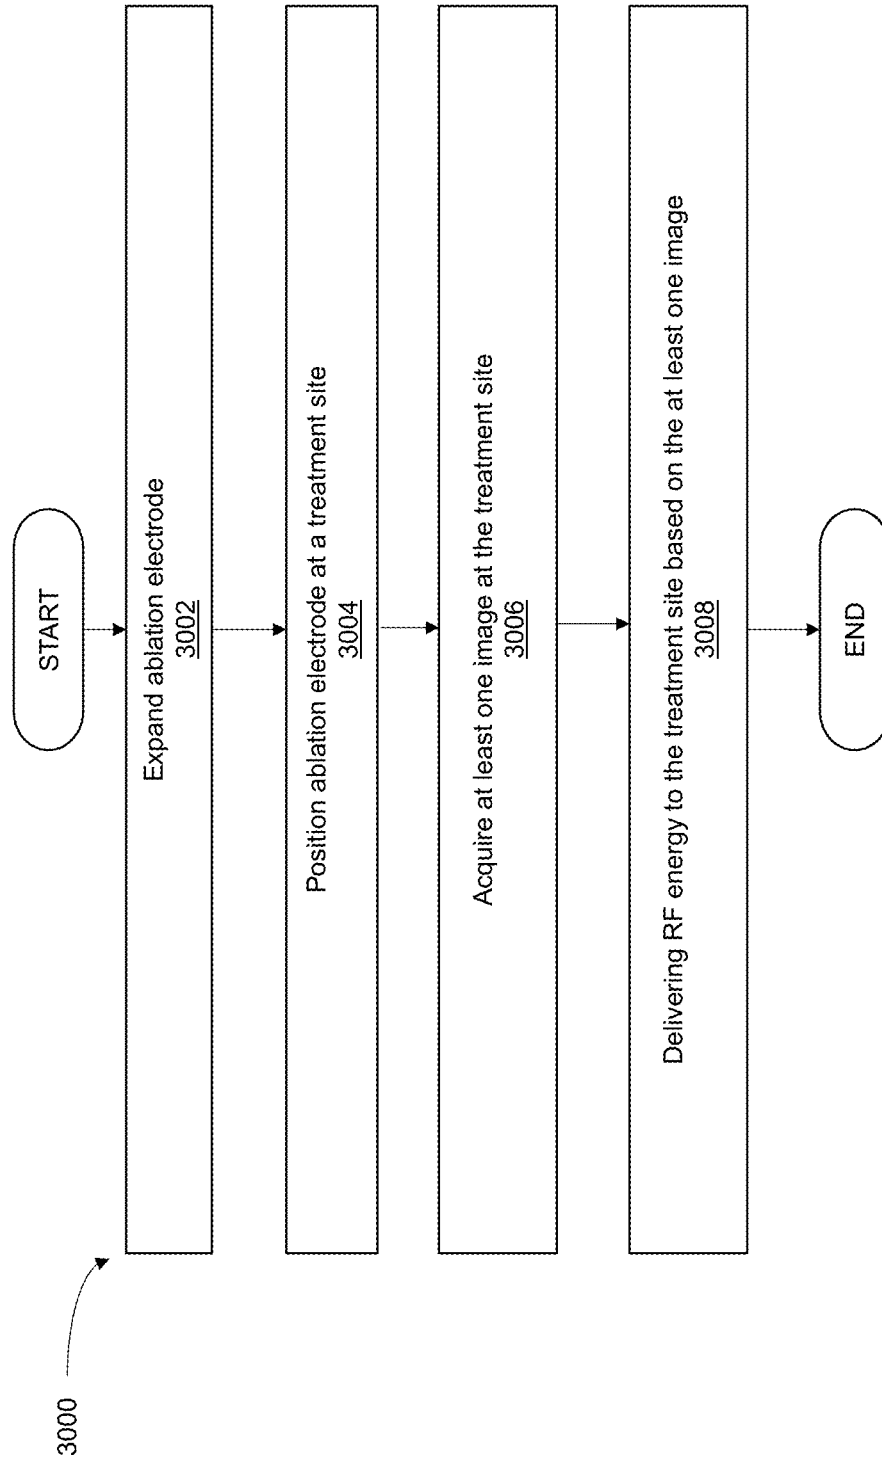 3000
START
Expand ablation electrode
3002
Position ablation electrode at a treatment site
3004
Acquire at least one image at the treatment site
3006
Delivering RF energy to the treatment site based on the at least one image
3008
END